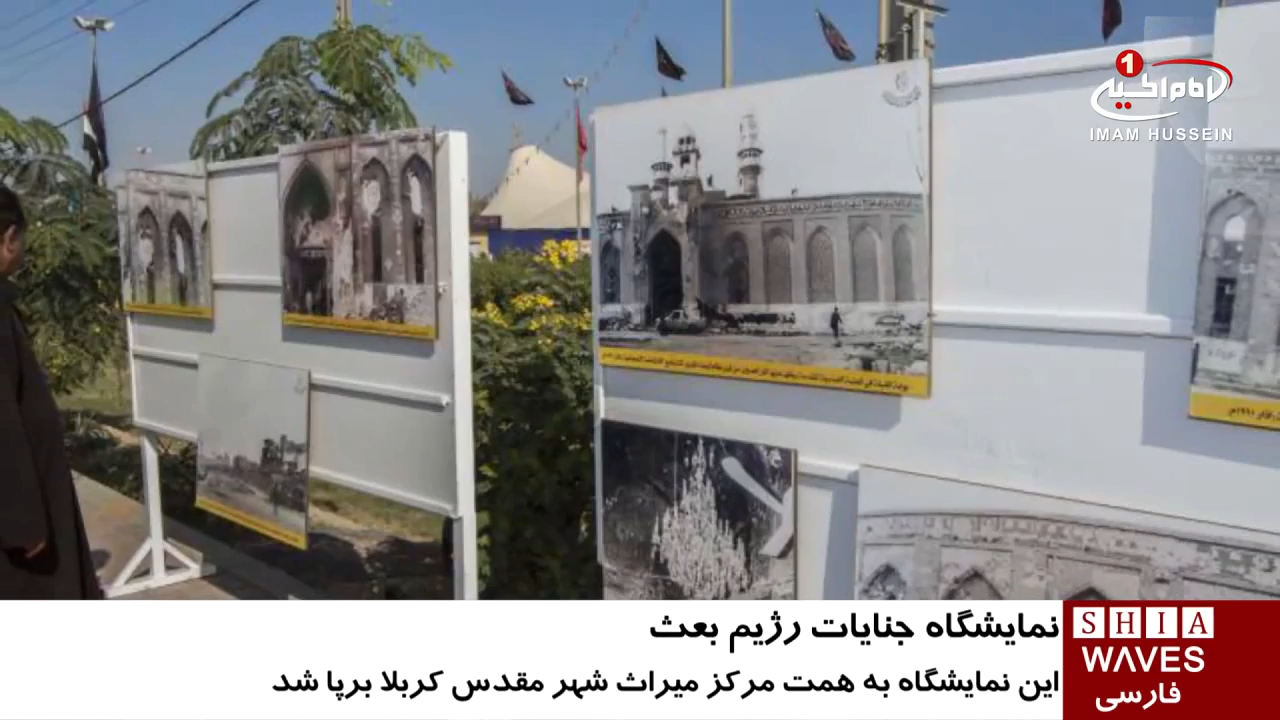 1
امام الحسین
IMAM HUSSEIN
نمایشگاه جنایات رژیم بعث
این نمایشگاه به همت مرکز میراث شهر مقدس کربلا برپا شد
SHIA
WAVES
فارسی